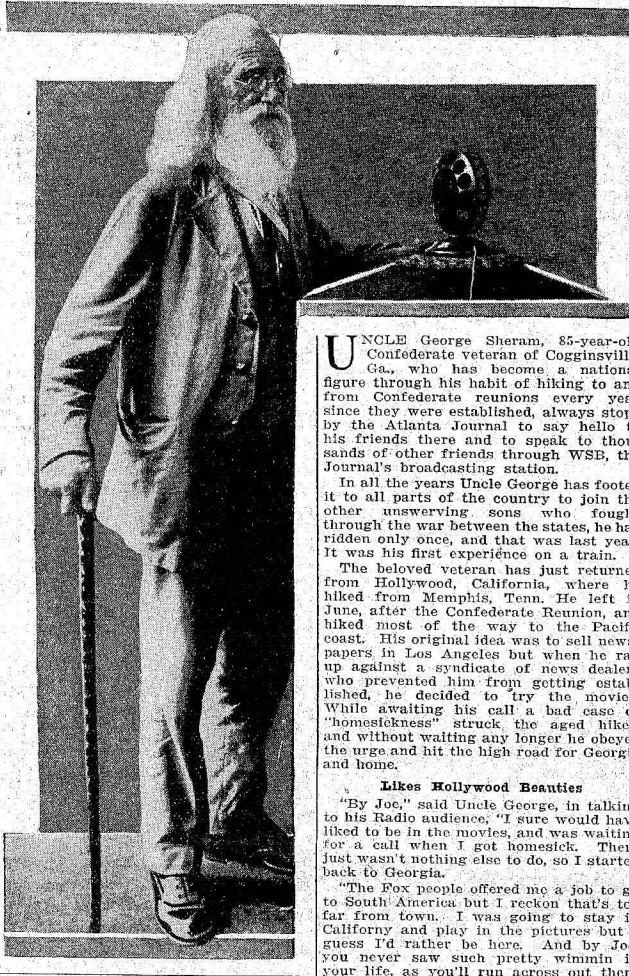 UNCLE George Sheram, 85-year-ol
Confederate veteran of Cogginsvill
Ga., who has become a nationa
figure through his habit of hiking to an
from Confederate reunions every yea
since they were established, always stop
by the Atlanta Journal to say hello t
his friends there and to speak to thou
sands of other friends through WSB, th
Journal's broadcasting station.
In all the years Uncle George has foote
it to all parts of the country to join th
other unswerving sons who fough
through the war between the states, he ha
ridden only once, and that was last yea
It was his first experience on a train.
The beloved veteran has just returne
from Hollywood, California, where h
hiked from Memphis, Tenn. He left i
June, after the Confederate Reunion, an
hiked most of the way to the Pacif
coast. His original idea was to sell news
papers in Los Angeles but when he ra
up against a syndicate of news dealer
who prevented him from getting estab
lished, he decided to try the movie
While awaiting his call a bad case o
"homesickness" struck the aged hike
and without waiting any longer he obeye
the urge and hit the high road for Georgi
and home.
Likes Hollywood Beauties
"By Joe," said Uncle George, in talkin
to his Radio audience, "I sure would hav
liked to be in the movies, and was waitin
for a call when I got homesick. Ther
just wasn't nothing else to do, so I starte
back to Georgia.
"The Fox people offered me a job to g
to South America but I reckon that's to
far from town. I was going to stay i
Californy and play in the pictures but
guess I'd rather be here. And by Jo
you never saw such pretty wimmin i
your life, as you'll run across out ther